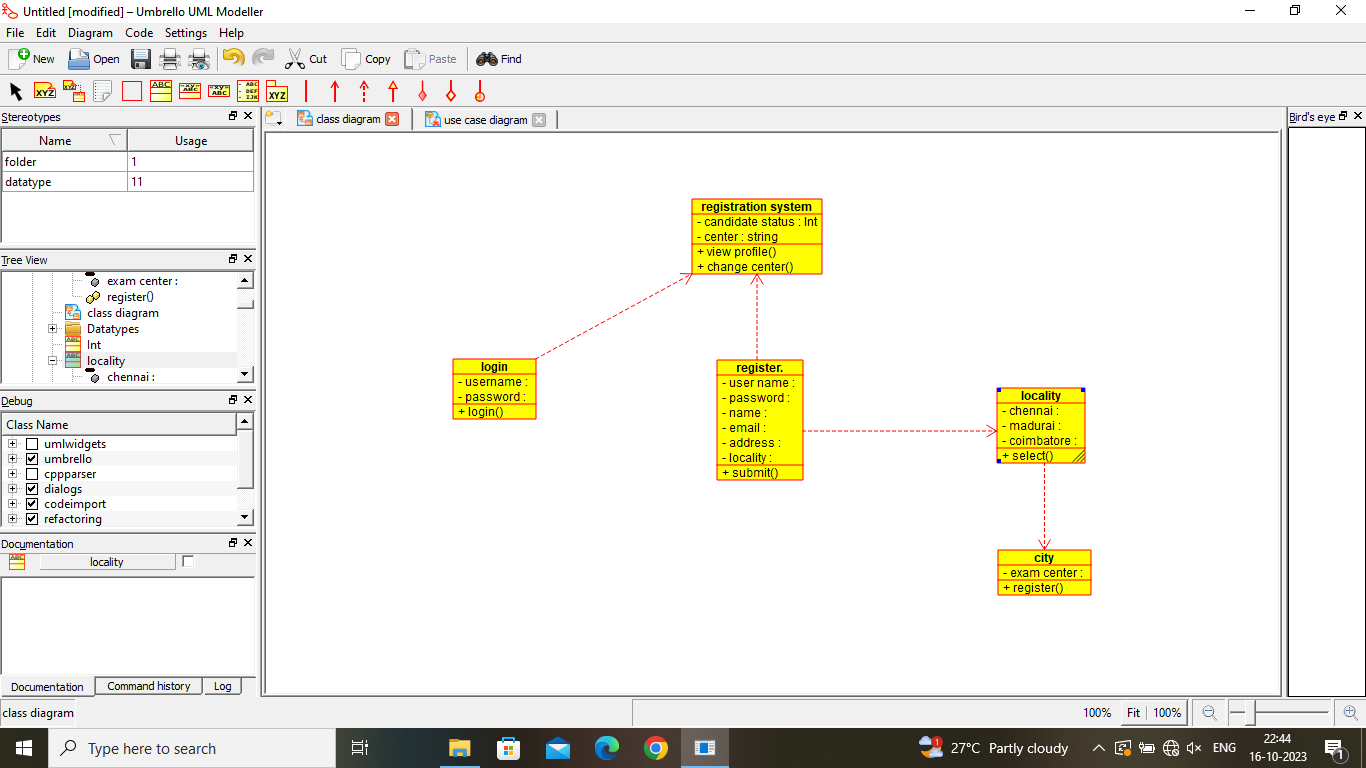 Untitled [modified] – Umbrello UML Modeller
File Edit Diagram Code Settings Help
New Open Cut Copy Paste Find
XYZ XYZ ABC -xy- ABC -xy- ABC ABC DEF IJK XYZ
Stereotypes
Name Usage
folder 1
datatype 11
Tree View
exam center :
register()
class diagram
Datatypes
Int
locality
chennai :
Debug
Class Name
umlwidgets
umbrello
cppparser
dialogs
codeimport
refactoring
Documentation
locality
Documentation Command history Log
class diagram use case diagram
registration system
- candidate status : Int
- center : string
+ view profile()
+ change center()
login
- username :
- password :
+ login()
register.
- user name :
- password :
- name :
- email :
- address :
- locality :
+ submit()
locality
- chennai :
- madurai :
- coimbatore :
+ select()
city
- exam center :
+ register()
Bird's eye
class diagram
100% Fit 100%
Type here to search
27°C Partly cloudy
ENG
22:44
16-10-2023
1